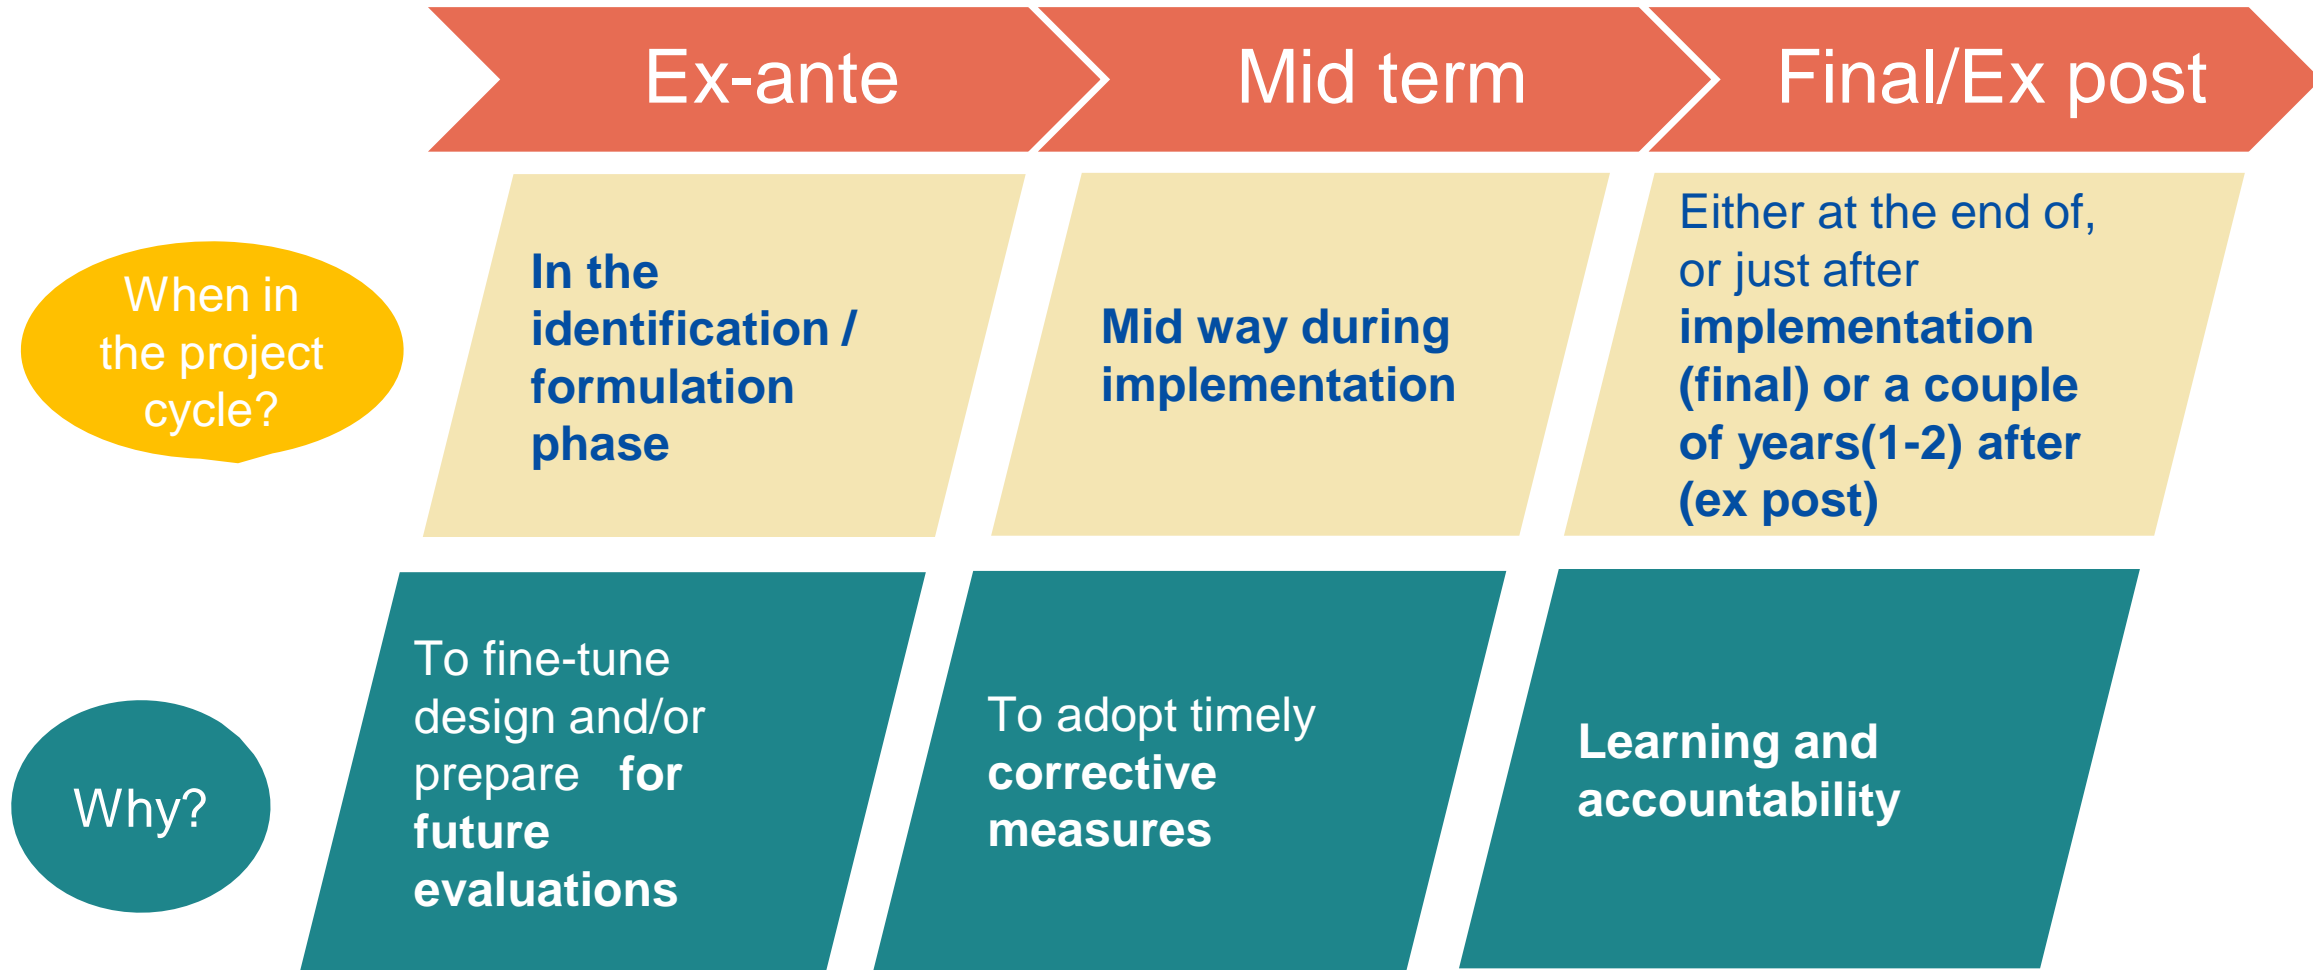 Ex-ante
Mid term
Final/Ex post
When in
the project
cycle?
In the
identification /
formulation
phase
Mid way during
implementation
Either at the end of,
or just after
implementation
(final) or a couple
of years(1-2) after
(ex post)
Why?
To fine-tune
design and/or
prepare for
future
evaluations
To adopt timely
corrective
measures
Learning and
accountability